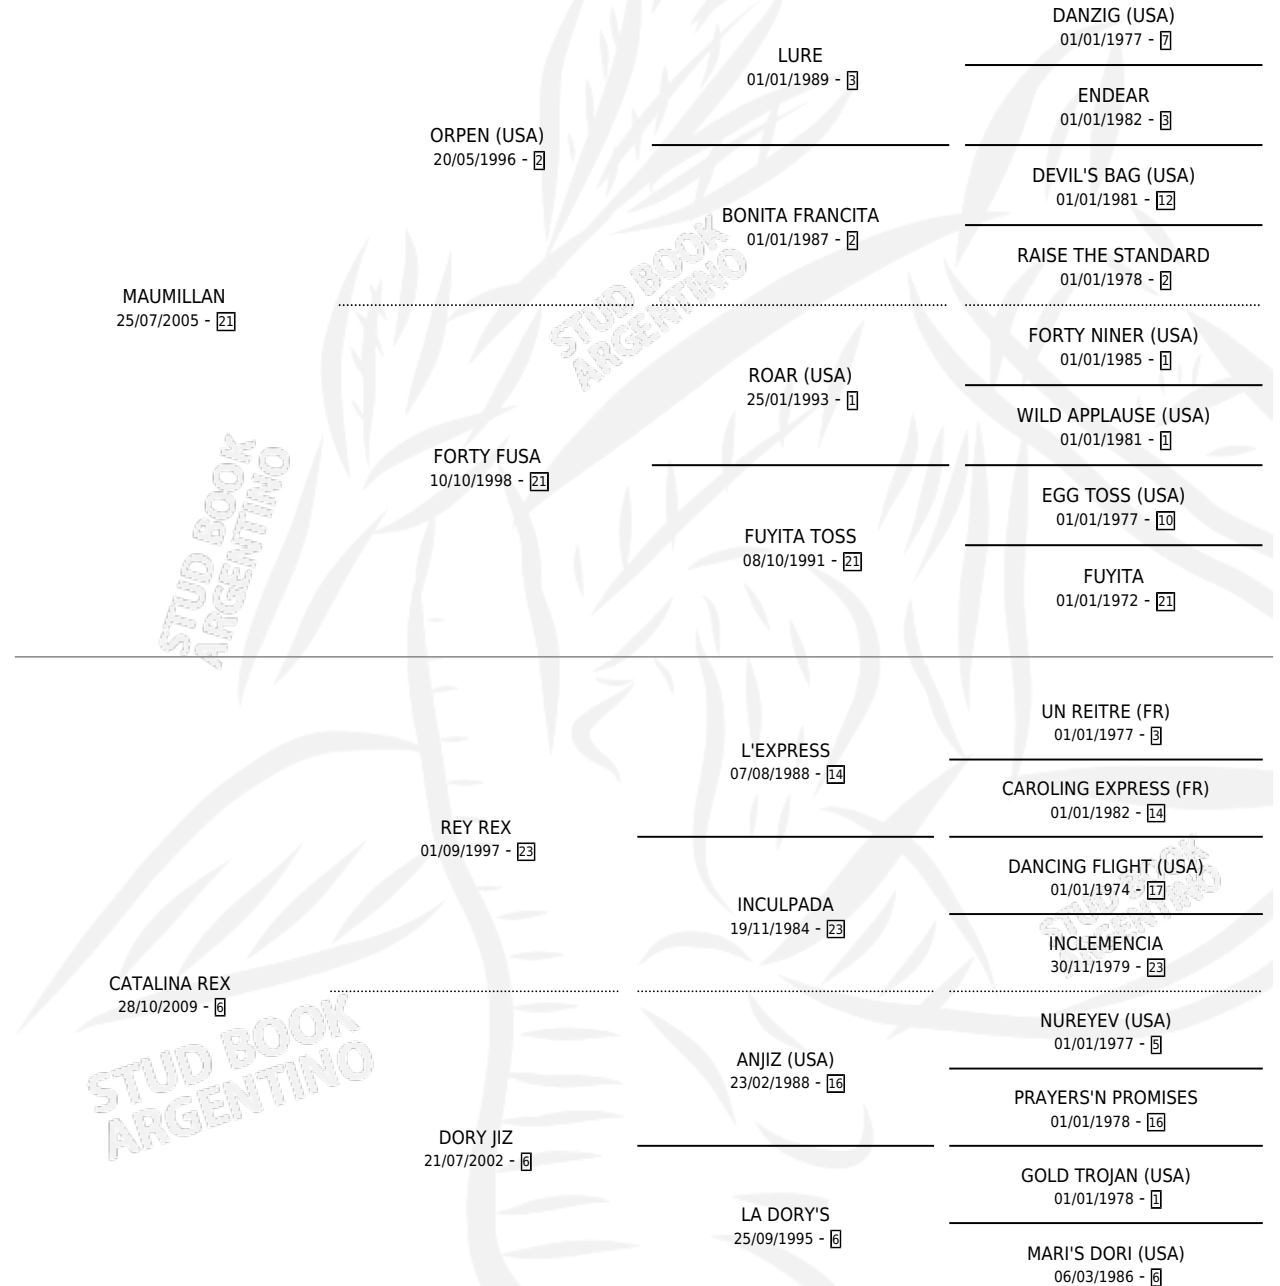 DANZIG (USA)
01/01/1977 - 7
LURE
01/01/1989 - 3
ENDEAR
01/01/1982 - 3
ORPEN (USA)
20/05/1996 - 2
DEVIL'S BAG (USA)
01/01/1981 - 12
BONITA FRANCITA
01/01/1987 - 2
RAISE THE STANDARD
01/01/1978 - 2
MAUMILLAN
25/07/2005 - 21
STUD BOOK
ARGENTINO
FORTY NINER (USA)
01/01/1985 - 1
ROAR (USA)
25/01/1993 - 1
WILD APPLAUSE (USA)
01/01/1981 - 1
FORTY FUSA
10/10/1998 - 21
EGG TOSS (USA)
01/01/1977 - 10
FUYITA TOSS
08/10/1991 - 21
FUYITA
01/01/1972 - 21
STUD BOOK
ARGENTINO
UN REITRE (FR)
01/01/1977 - 3
L'EXPRESS
07/08/1988 - 14
CAROLING EXPRESS (FR)
01/01/1982 - 14
REY REX
01/09/1997 - 23
DANCING FLIGHT (USA)
01/01/1974 - 17
INCULPADA
19/11/1984 - 23
STUD BOOK
ARGENTINO
INCLEMENCIA
30/11/1979 - 23
CATALINA REX
28/10/2009 - 6
NUREYEV (USA)
01/01/1977 - 5
ANJIZ (USA)
23/02/1988 - 16
PRAYERS'N PROMISES
01/01/1978 - 16
STUD BOOK
ARGENTINO
DORY JIZ
21/07/2002 - 6
GOLD TROJAN (USA)
01/01/1978 - 1
LA DORY'S
25/09/1995 - 6
MARI'S DORI (USA)
06/03/1986 - 6